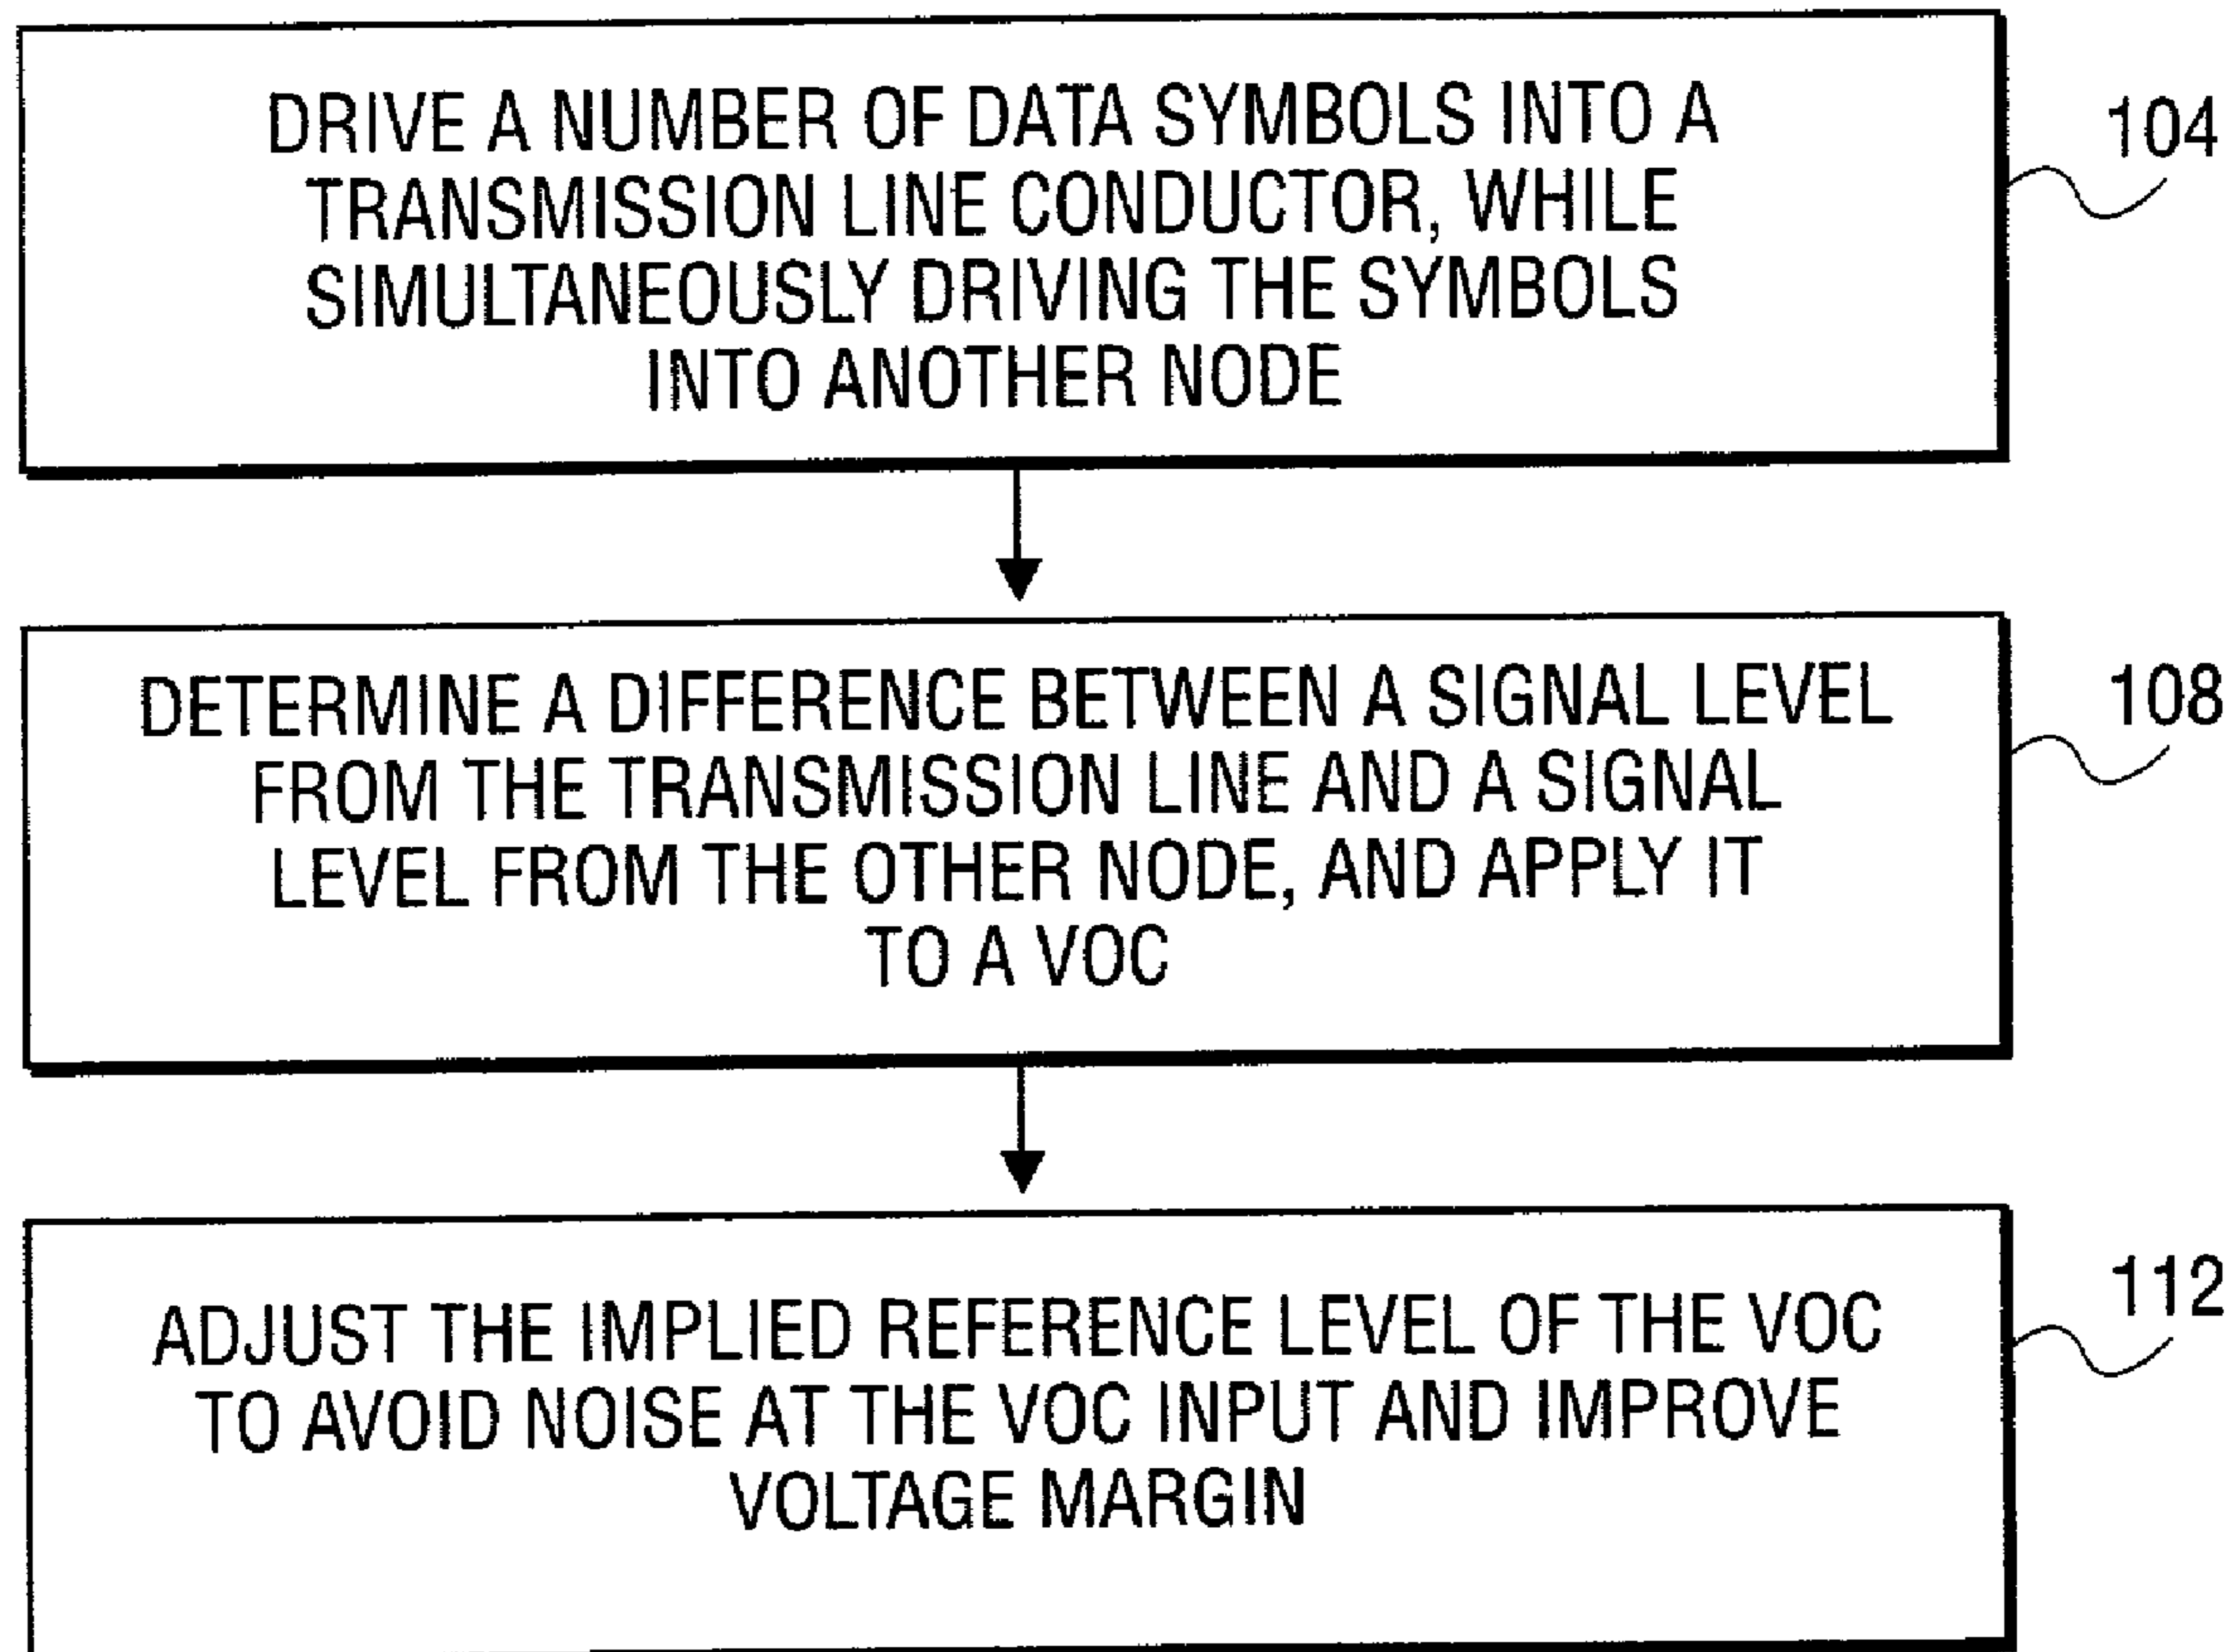 DRIVE A NUMBER OF DATA SYMBOLS INTO A
TRANSMISSION LINE CONDUCTOR, WHILE
SIMULTANEOUSLY DRIVING THE SYMBOLS
INTO ANOTHER NODE
104
DETERMINE A DIFFERENCE BETWEEN A SIGNAL LEVEL
FROM THE TRANSMISSION LINE AND A SIGNAL
LEVEL FROM THE OTHER NODE, AND APPLY IT
TO A VOC
108
ADJUST THE IMPLIED REFERENCE LEVEL OF THE VOC
TO AVOID NOISE AT THE VOC INPUT AND IMPROVE
VOLTAGE MARGIN
112